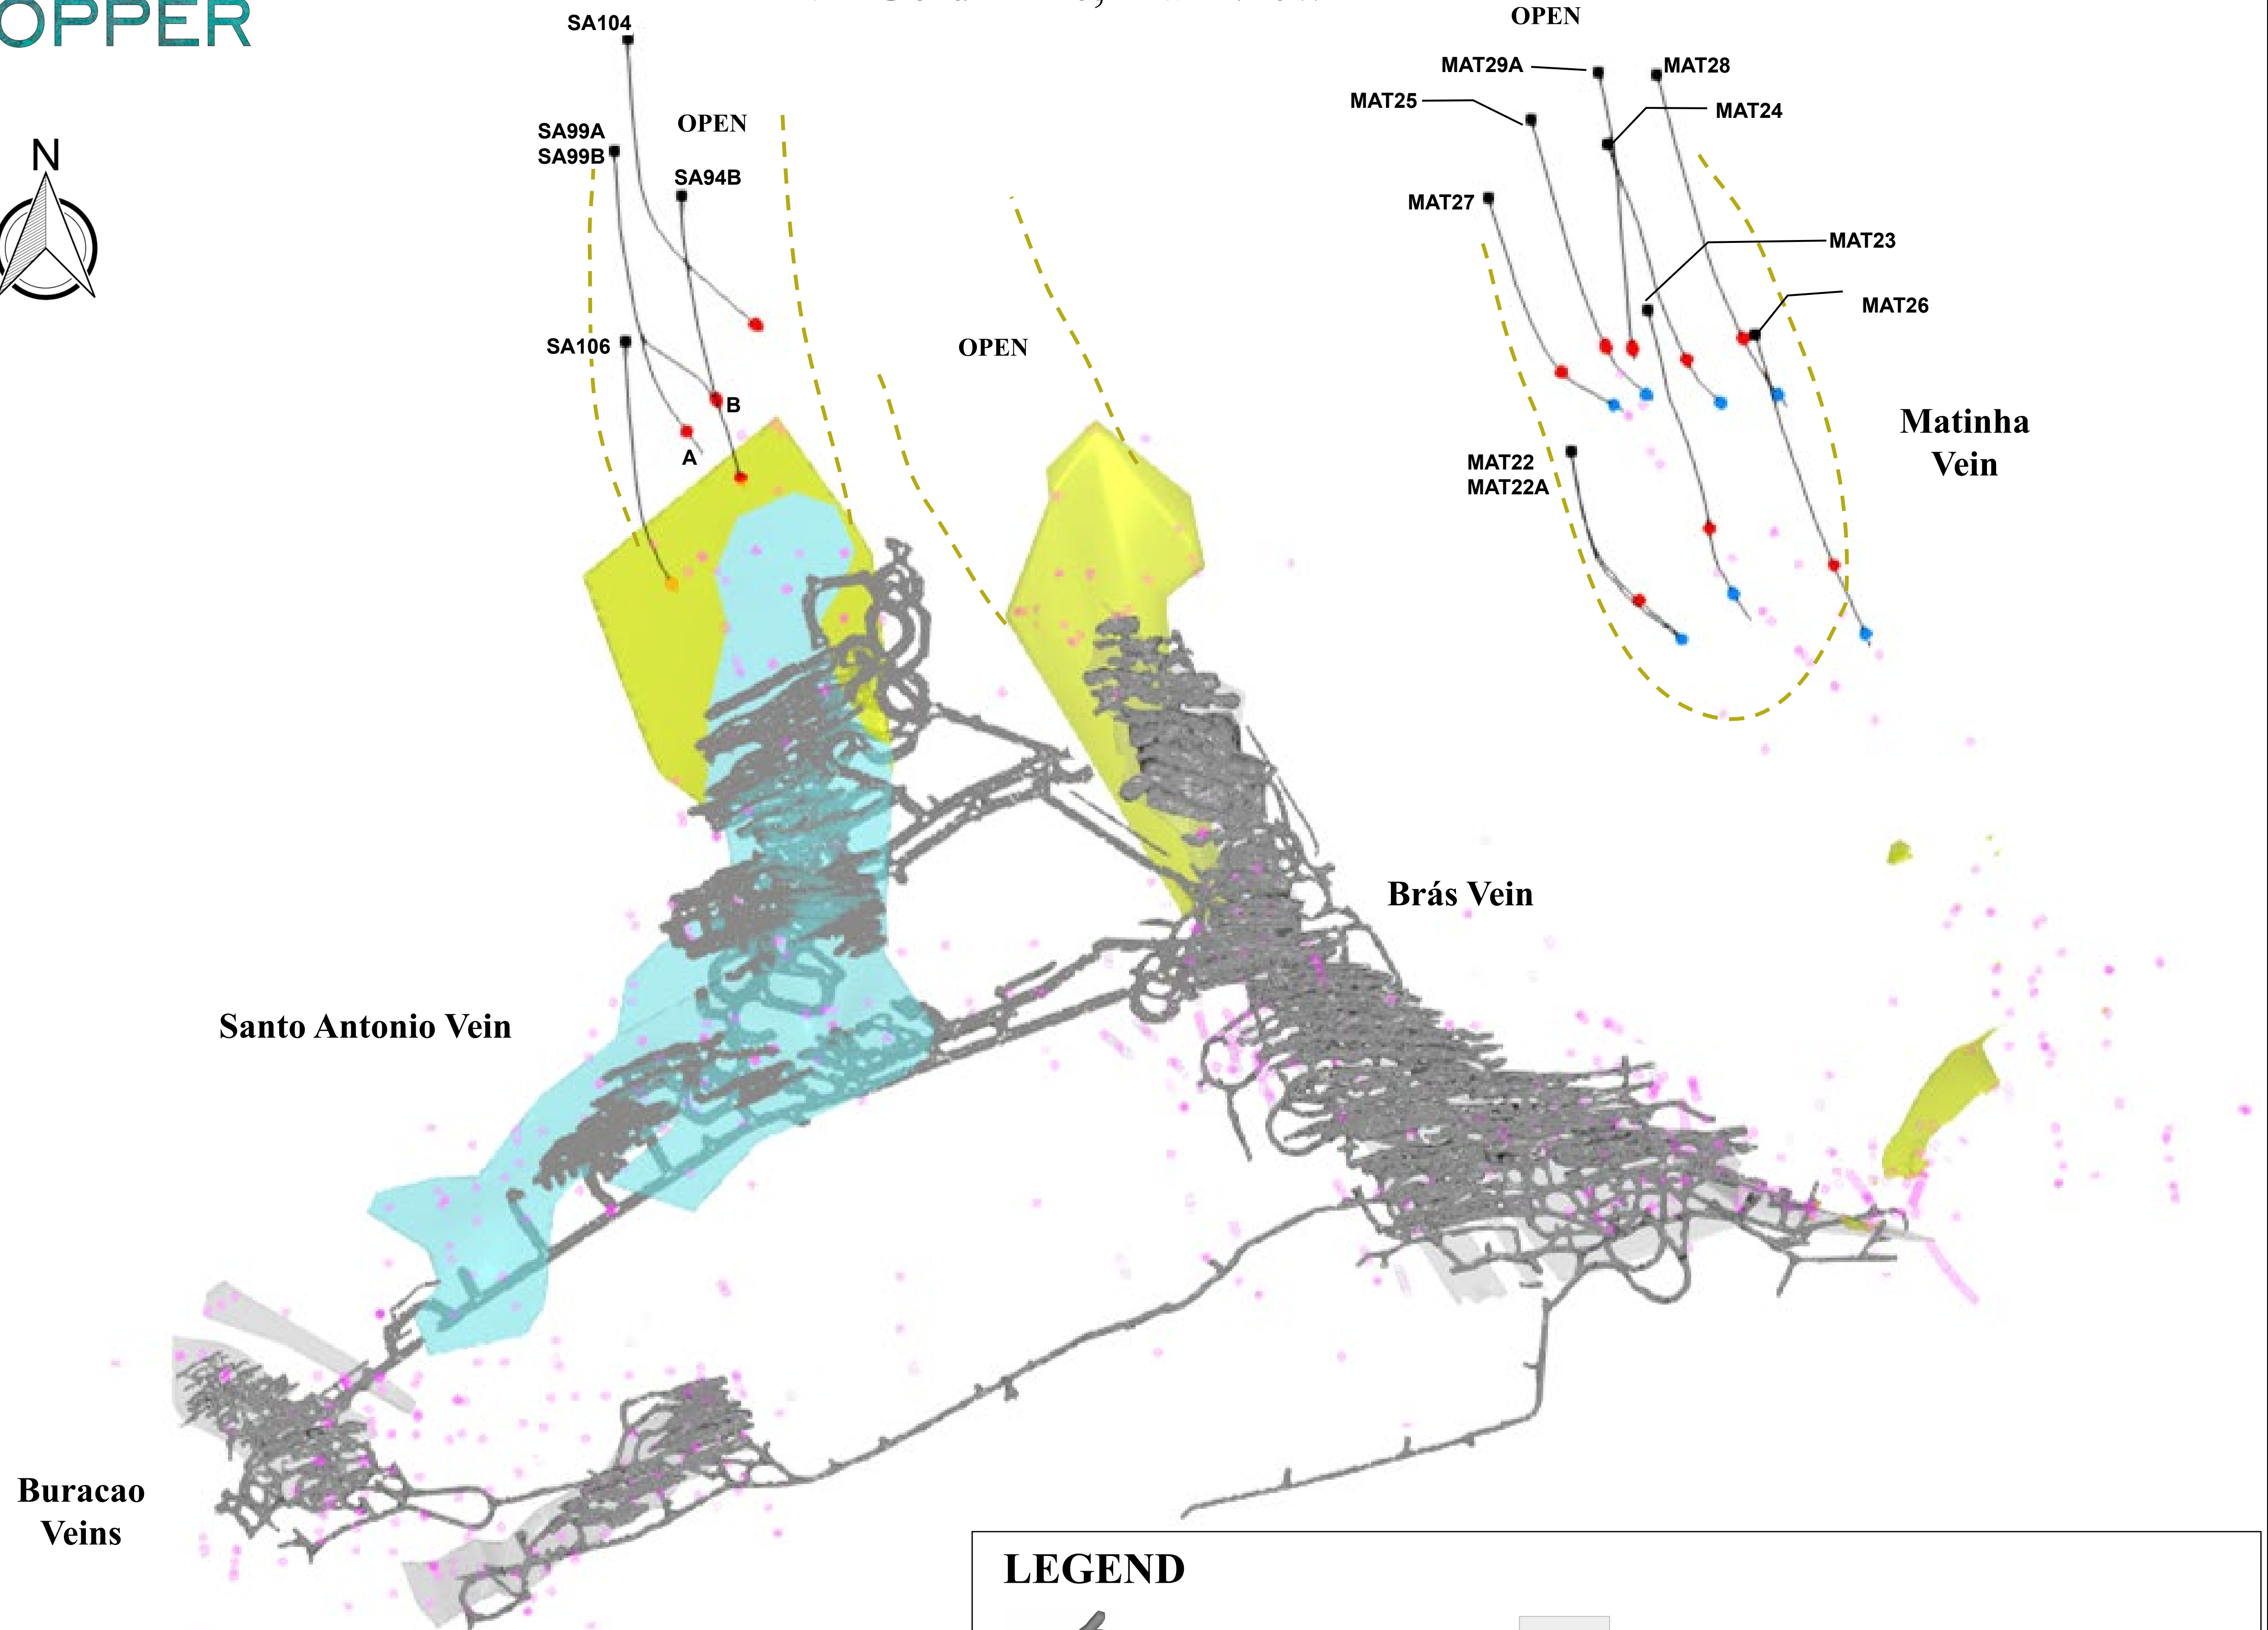 OPPER
OPEN
SA104
MAT29A
MAT28
MAT25
MAT24
SA99A
SA99B
OPEN
N
SA94B
MAT27
MAT23
MAT26
SA106
OPEN
B
A
Matinha
Vein
MAT22
MAT22A
Brás Vein
Santo Antonio Vein
Buracao
Veins
LEGEND